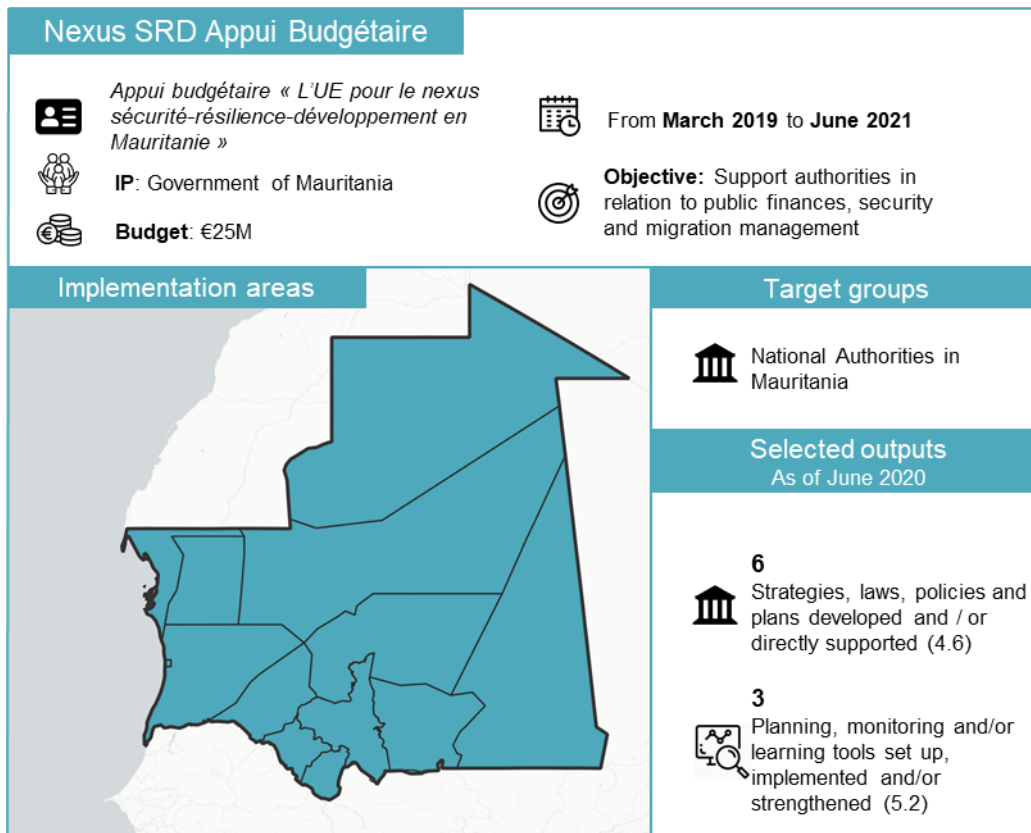 Nexus SRD Appui Budgétaire
Appui budgétaire « L'UE pour le nexus
sécurité-résilience-développement en
Mauritanie »
IP: Government of Mauritania
Budget: €25M
From March 2019 to June 2021
Objective: Support authorities in
relation to public finances, security
and migration management
Implementation areas
Target groups
National Authorities in
Mauritania
Selected outputs
As of June 2020
6
Strategies, laws, policies and
plans developed and / or
directly supported (4.6)
3
Planning, monitoring and/or
learning tools set up,
implemented and/or
strengthened (5.2)